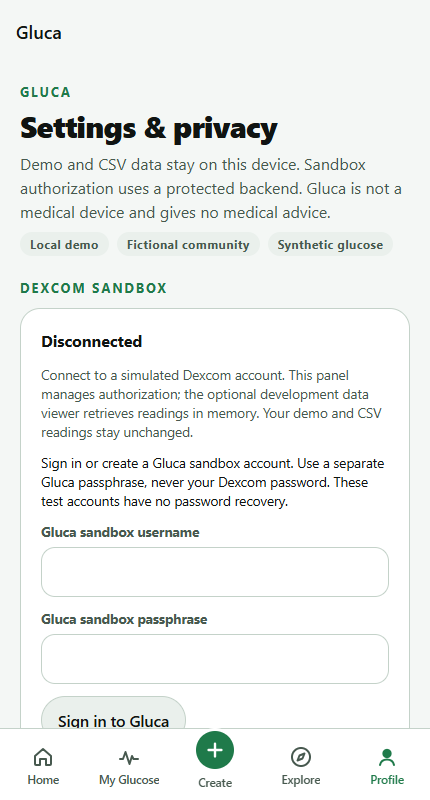 Gluca
GLUCA
Settings & privacy
Demo and CSV data stay on this device. Sandbox
authorization uses a protected backend. Gluca is not a
medical device and gives no medical advice.
Local demo
Fictional community
Synthetic glucose
DEXCOM SANDBOX
Disconnected
Connect to a simulated Dexcom account. This panel
manages authorization; the optional development data
viewer retrieves readings in memory. Your demo and CSV
readings stay unchanged.
Sign in or create a Gluca sandbox account. Use a separate
Gluca passphrase, never your Dexcom password. These
test accounts have no password recovery.
Gluca sandbox username
Gluca sandbox passphrase
Sign in to Gluca
Home
My Glucose
Create
Explore
Profile